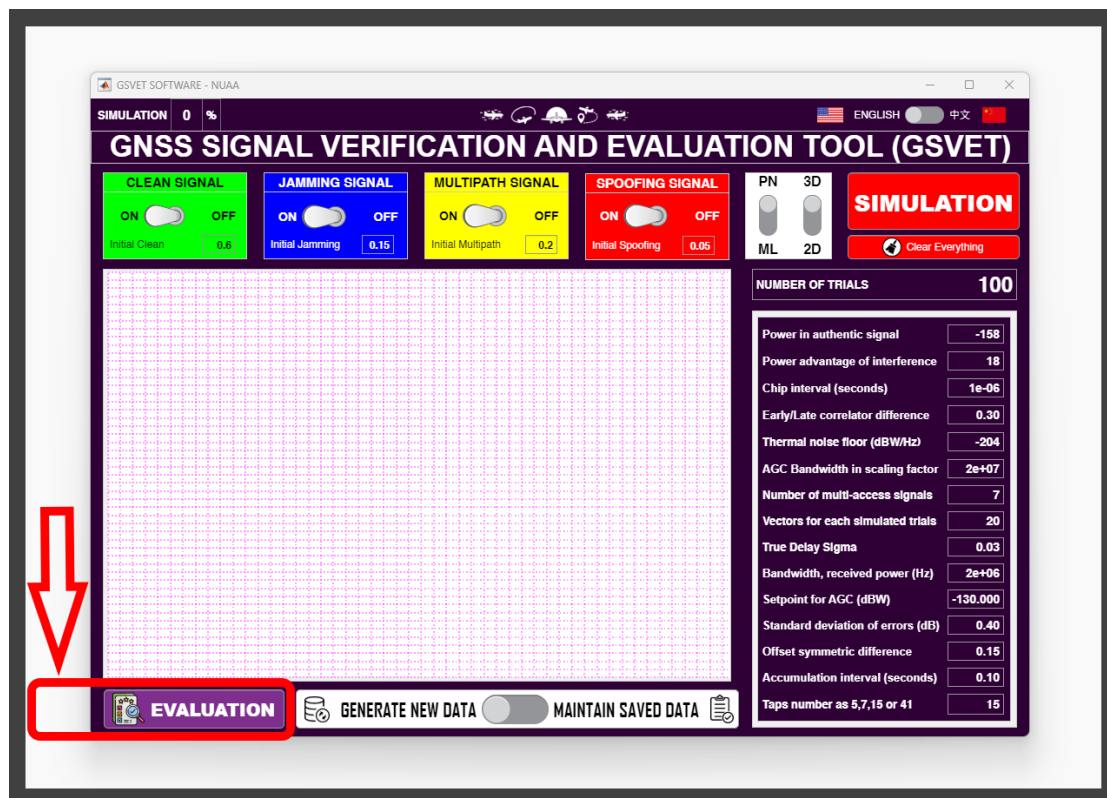 GSVET SOFTWARE - NUAA
SIMULATION 0 %
ENGLISH 中文
GNSS SIGNAL VERIFICATION AND EVALUATION TOOL (GSVET)
CLEAN SIGNAL
ON OFF
Initial Clean 0.6
JAMMING SIGNAL
ON OFF
Initial Jamming 0.15
MULTIPATH SIGNAL
ON OFF
Initial Multipath 0.2
SPOOFING SIGNAL
ON OFF
Initial Spoofing 0.05
PN 3D
ML 2D
SIMULATION
Clear Everything
NUMBER OF TRIALS 100
Power in authentic signal -158
Power advantage of interference 18
Chip interval (seconds) 1e-06
Early/Late correlator difference 0.30
Thermal noise floor (dBW/Hz) -204
AGC Bandwidth in scaling factor 2e+07
Number of multi-access signals 7
Vectors for each simulated trials 20
True Delay Sigma 0.03
Bandwidth, received power (Hz) 2e+06
Setpoint for AGC (dBW) -130.000
Standard deviation of errors (dB) 0.40
Offset symmetric difference 0.15
Accumulation interval (seconds) 0.10
Taps number as 5,7,15 or 41 15
EVALUATION
GENERATE NEW DATA MAINTAIN SAVED DATA